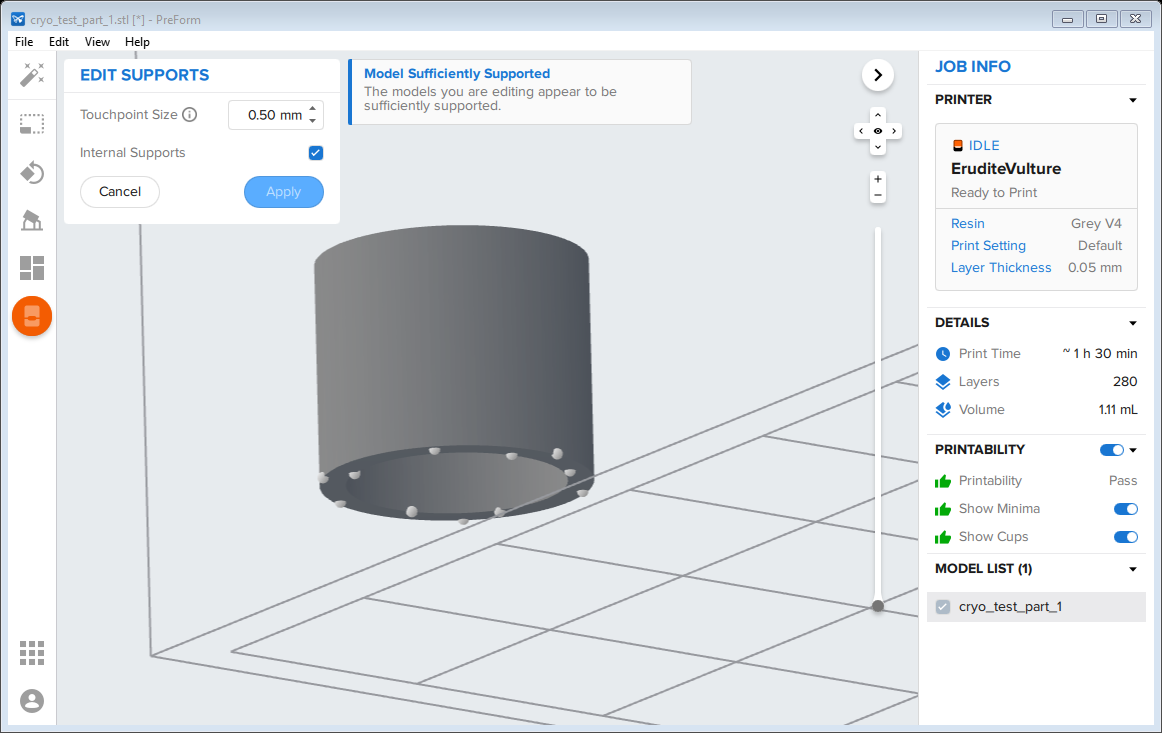 cryo_test_part_1.stl [*] - PreForm
File Edit View Help
EDIT SUPPORTS
Touchpoint Size
0.50 mm
Internal Supports
Cancel
Apply
Model Sufficiently Supported
The models you are editing appear to be
sufficiently supported.
JOB INFO
PRINTER
IDLE
EruditeVulture
Ready to Print
Resin Grey V4
Print Setting Default
Layer Thickness 0.05 mm
DETAILS
Print Time ~ 1 h 30 min
Layers 280
Volume 1.11 mL
PRINTABILITY
Printability Pass
Show Minima
Show Cups
MODEL LIST (1)
cryo_test_part_1